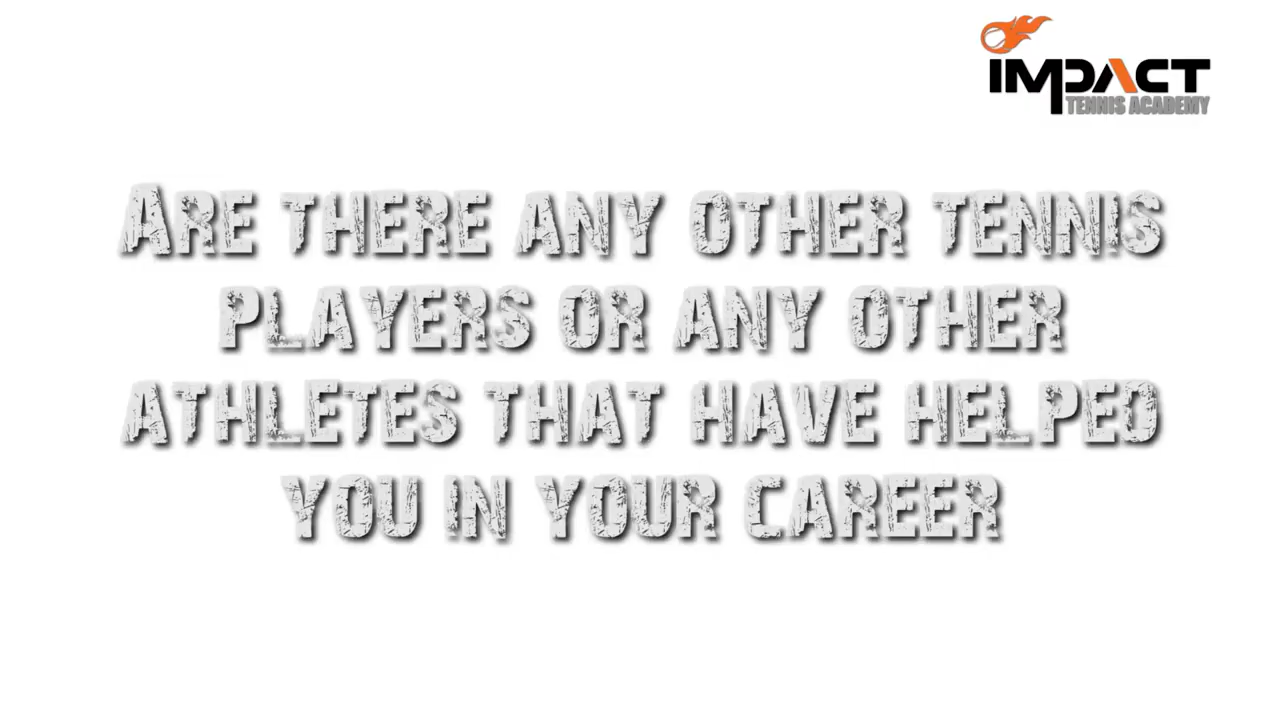 IMPACT
TENNIS ACADEMY
ARE THERE ANY OTHER TENNIS
PLAYERS OR ANY OTHER
ATHLETES THAT HAVE HELPED
YOU IN YOUR CAREER